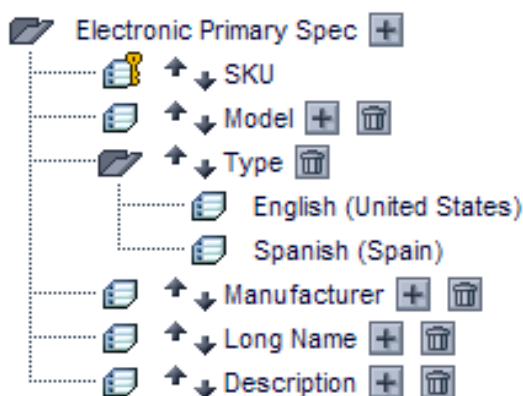 Electronic Primary Spec
SKU
Model
Type
English (United States)
Spanish (Spain)
Manufacturer
Long Name
Description